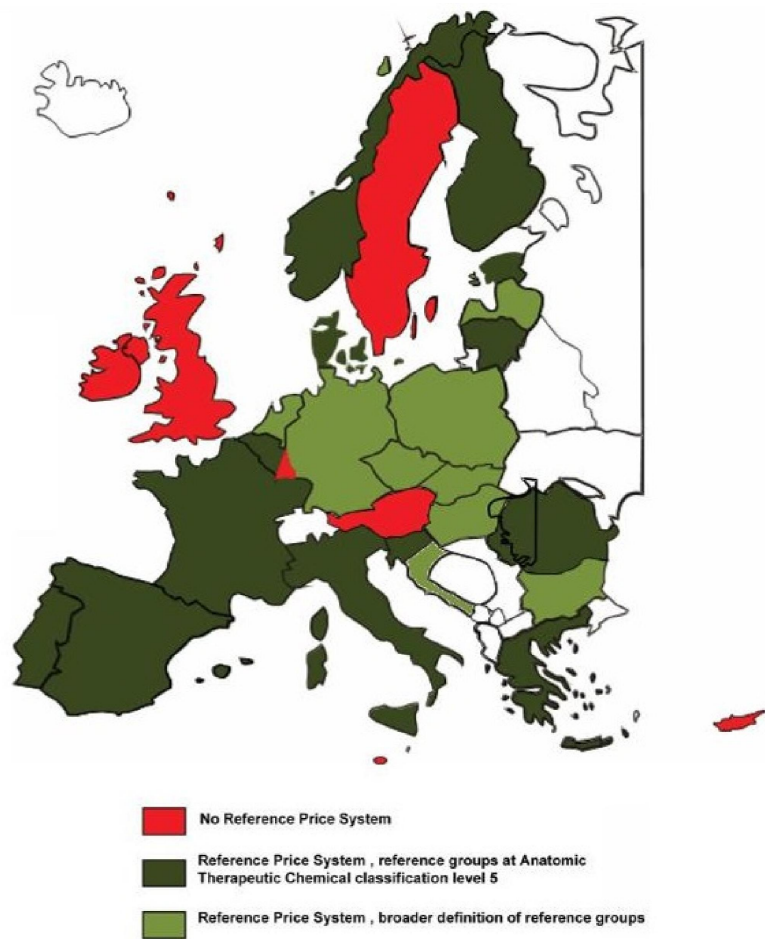 No Reference Price System
Reference Price System , reference groups at Anatomic
Therapeutic Chemical classification level 5
Reference Price System , broader definition of reference groups